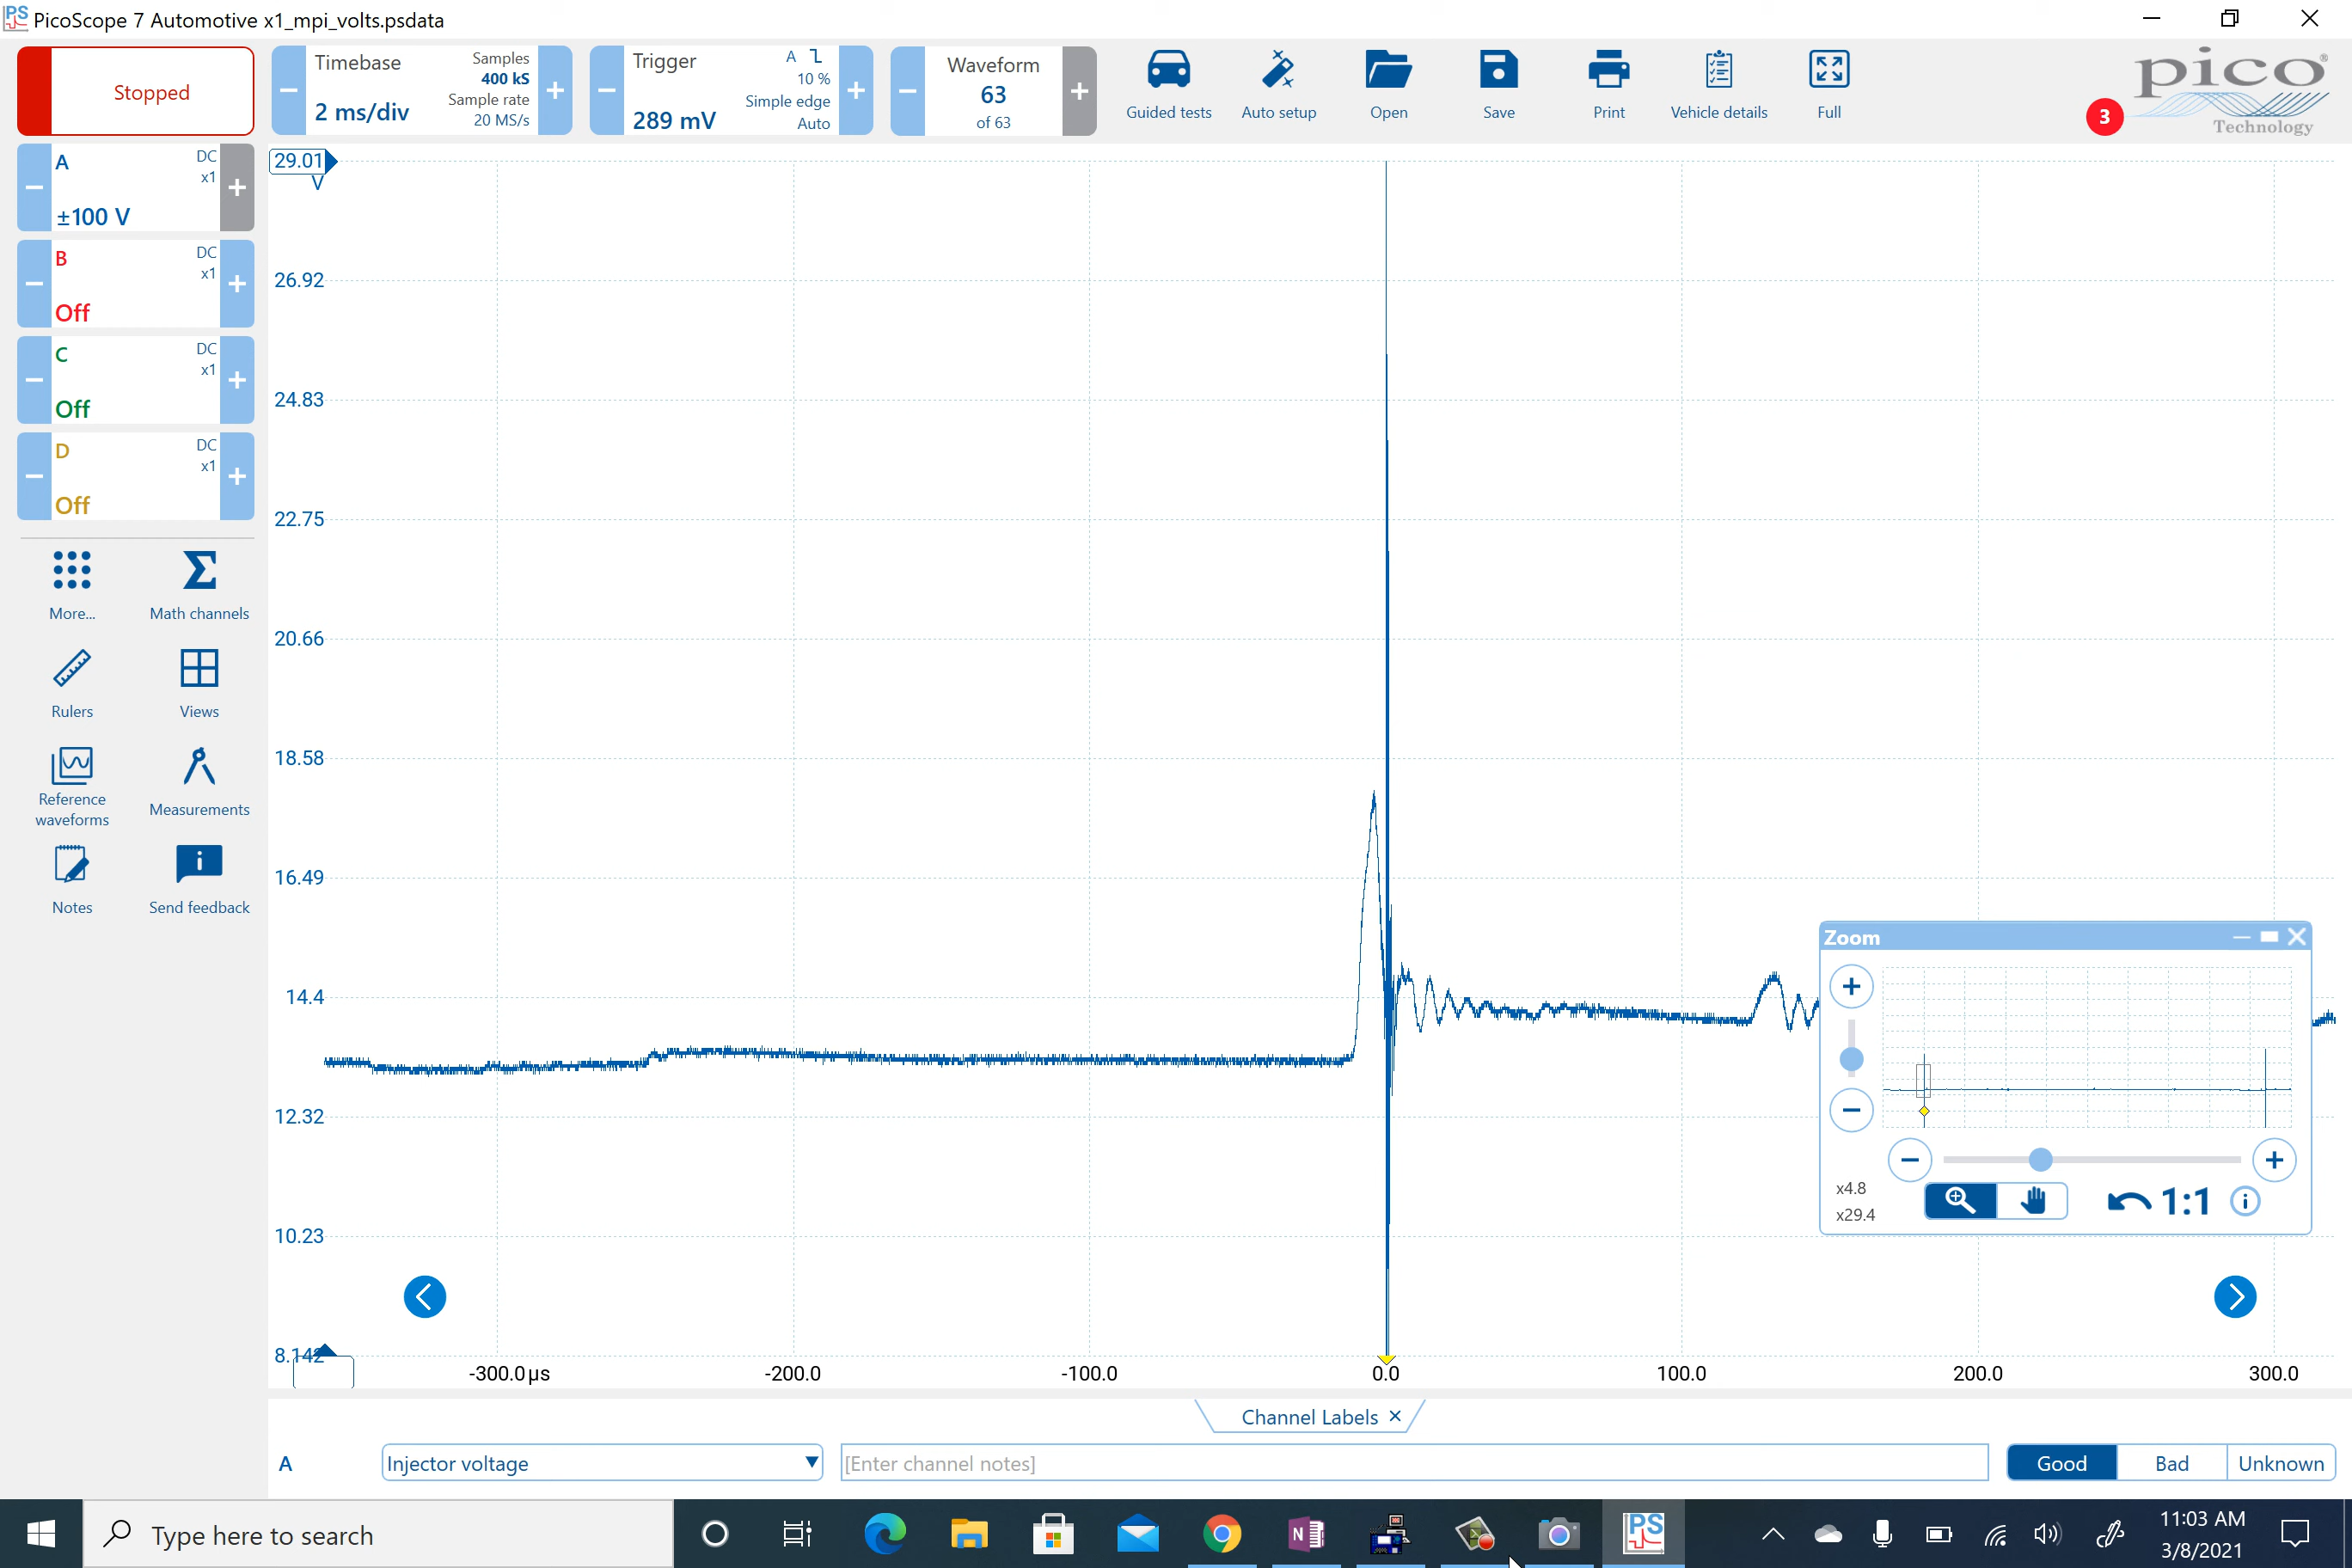 PicoScope 7 Automotive x1_mpi_volts.psdata
Stopped
Timebase
2 ms/div
Samples
400 kS
Sample rate
20 MS/s
Trigger
289 mV
A
10 %
Simple edge
Auto
Waveform
63
of 63
Guided tests
Auto setup
Open
Save
Print
Vehicle details
Full
3
pico®
Technology
A
DC
x1
±100 V
B
DC
x1
Off
C
DC
x1
Off
D
DC
x1
Off
More...
Math channels
Rulers
Views
Reference
waveforms
Measurements
Notes
Send feedback
29.01
V
26.92
24.83
22.75
20.66
18.58
16.49
14.4
12.32
10.23
8.142
-300.0 µs
-200.0
-100.0
0.0
100.0
200.0
300.0
Zoom
x4.8
x29.4
1:1
Channel Labels ×
A
Injector voltage
[Enter channel notes]
Good
Bad
Unknown
Type here to search
11:03 AM
3/8/2021